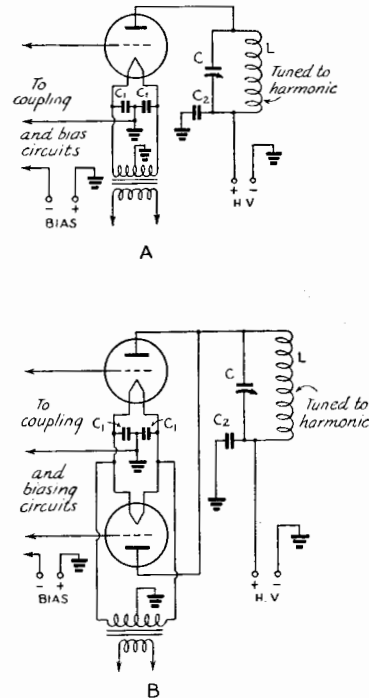 C
L
Tuned to
harmonic
To
coupling
C₁ C₁
C₂
and bias
circuits
- +
BIAS
+ -
H V
A
C
L
Tuned to
harmonic
To
coupling
C₁ C₁
C₂
and
biasing
circuits
- +
BIAS
+ -
H.V.
B